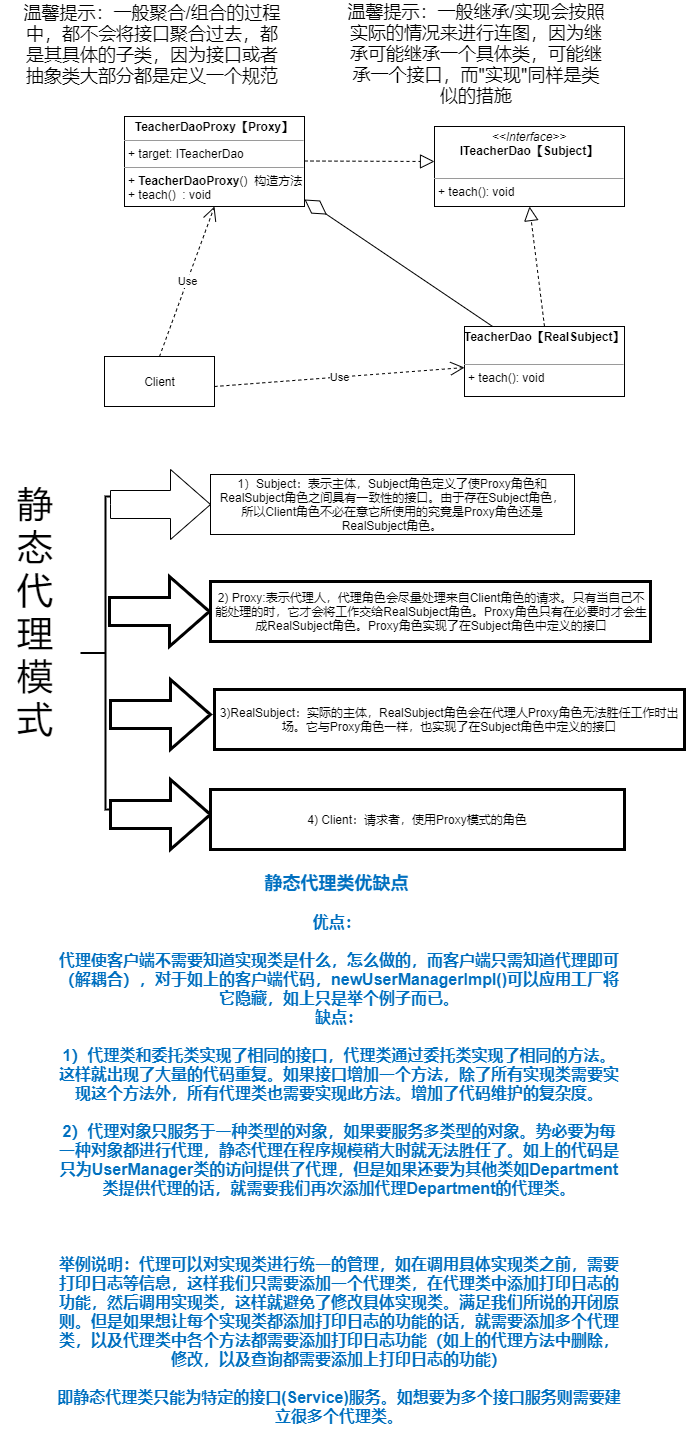 温馨提示：一般聚合/组合的过程
中，都不会将接口聚合过去，都
是其具体的子类，因为接口或者
抽象类大部分都是定义一个规范
温馨提示：一般继承/实现会按照
实际的情况来进行连图，因为继
承可能继承一个具体类，可能继
承一个接口，而"实现"同样是类
似的措施
TeacherDaoProxy【Proxy】
+ target: ITeacherDao
+ TeacherDaoProxy() 构造方法
+ teach() : void
<<Interface>>
ITeacherDao【Subject】
+ teach(): void
Use
TeacherDao【RealSubject】
+ teach(): void
Client
Use
静态代理模式
1）Subject：表示主体，Subject角色定义了使Proxy角色和
RealSubject角色之间具有一致性的接口。由于存在Subject角色，
所以Client角色不必在意它所使用的究竟是Proxy角色还是
RealSubject角色。
2) Proxy:表示代理人，代理角色会尽量处理来自Client角色的请求。只有当自己不
能处理的时，它才会将工作交给RealSubject角色。Proxy角色只有在必要时才会生
成RealSubject角色。Proxy角色实现了在Subject角色中定义的接口
3)RealSubject：实际的主体，RealSubject角色会在代理人Proxy角色无法胜任工作时出
场。它与Proxy角色一样，也实现了在Subject角色中定义的接口
4) Client：请求者，使用Proxy模式的角色
静态代理类优缺点
优点：
代理使客户端不需要知道实现类是什么，怎么做的，而客户端只需知道代理即可
（解耦合），对于如上的客户端代码，newUserManagerImpl()可以应用工厂将
它隐藏，如上只是举个例子而已。
缺点：
1）代理类和委托类实现了相同的接口，代理类通过委托类实现了相同的方法。
这样就出现了大量的代码重复。如果接口增加一个方法，除了所有实现类需要实
现这个方法外，所有代理类也需要实现此方法。增加了代码维护的复杂度。
2）代理对象只服务于一种类型的对象，如果要服务多类型的对象。势必要为每
一种对象都进行代理，静态代理在程序规模稍大时就无法胜任了。如上的代码是
只为UserManager类的访问提供了代理，但是如果还要为其他类如Department
类提供代理的话，就需要我们再次添加代理Department的代理类。
举例说明：代理可以对实现类进行统一的管理，如在调用具体实现类之前，需要
打印日志等信息，这样我们只需要添加一个代理类，在代理类中添加打印日志的
功能，然后调用实现类，这样就避免了修改具体实现类。满足我们所说的开闭原
则。但是如果想让每个实现类都添加打印日志的功能的话，就需要添加多个代理
类，以及代理类中各个方法都需要添加打印日志功能（如上的代理方法中删除，
修改，以及查询都需要添加上打印日志的功能）
即静态代理类只能为特定的接口(Service)服务。如想要为多个接口服务则需要建
立很多个代理类。